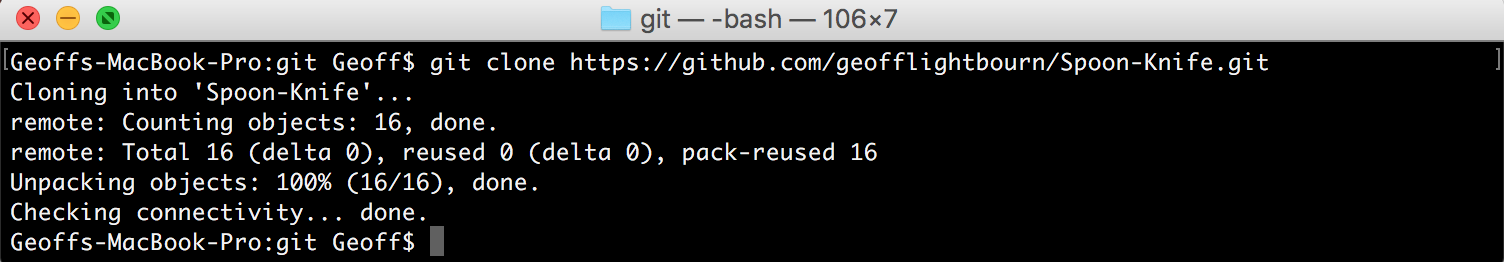 git — -bash — 106×7
Geoffs-MacBook-Pro:git Geoff$ git clone https://github.com/geofflightbourn/Spoon-Knife.git
Cloning into 'Spoon-Knife'...
remote: Counting objects: 16, done.
remote: Total 16 (delta 0), reused 0 (delta 0), pack-reused 16
Unpacking objects: 100% (16/16), done.
Checking connectivity... done.
Geoffs-MacBook-Pro:git Geoff$